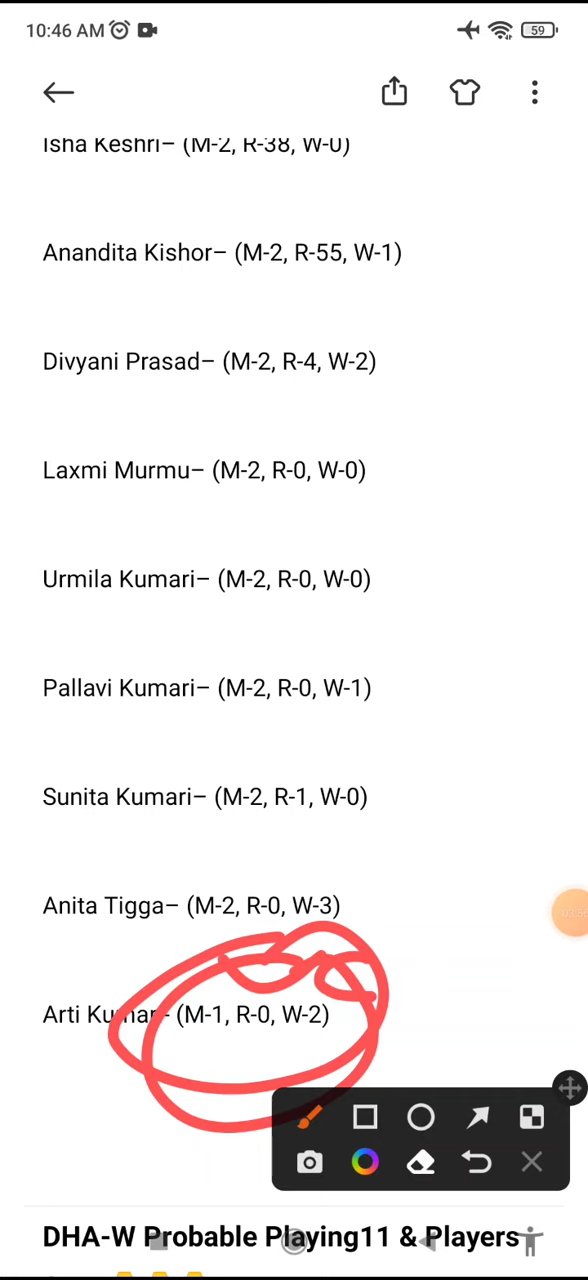 10:46 AM
59
Isha Keshri– (M-2, R-38, W-0)
Anandita Kishor– (M-2, R-55, W-1)
Divyani Prasad– (M-2, R-4, W-2)
Laxmi Murmu– (M-2, R-0, W-0)
Urmila Kumari– (M-2, R-0, W-0)
Pallavi Kumari– (M-2, R-0, W-1)
Sunita Kumari– (M-2, R-1, W-0)
Anita Tigga– (M-2, R-0, W-3)
Arti Kumari– (M-1, R-0, W-2)
DHA-W Probable Playing11 & Players